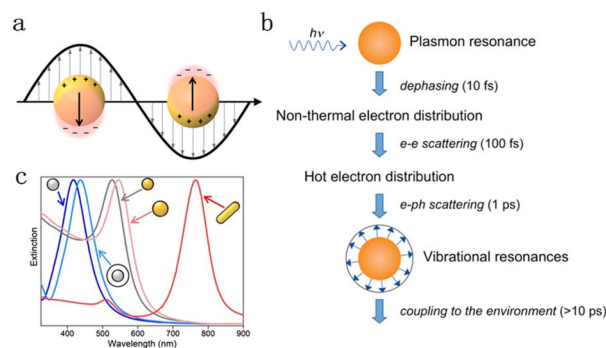 a
+ + + +
- - - -
- - - -
+ + + +
b
hν
Plasmon resonance
dephasing (10 fs)
Non-thermal electron distribution
e-e scattering (100 fs)
Hot electron distribution
e-ph scattering (1 ps)
Vibrational resonances
coupling to the environment (>10 ps)
c
Extinction
400 500 600 700 800 900
Wavelength (nm)